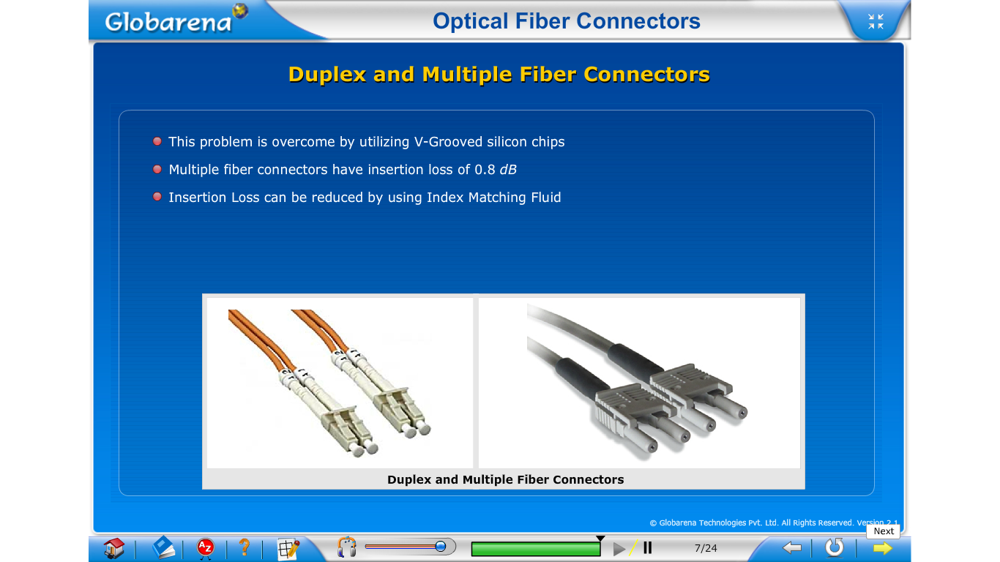 Globarena
Optical Fiber Connectors
Duplex and Multiple Fiber Connectors
This problem is overcome by utilizing V-Grooved silicon chips
Multiple fiber connectors have insertion loss of 0.8 dB
Insertion Loss can be reduced by using Index Matching Fluid
Duplex and Multiple Fiber Connectors
© Globarena Technologies Pvt. Ltd. All Rights Reserved. Version 2.1
Next
AZ
?
7/24